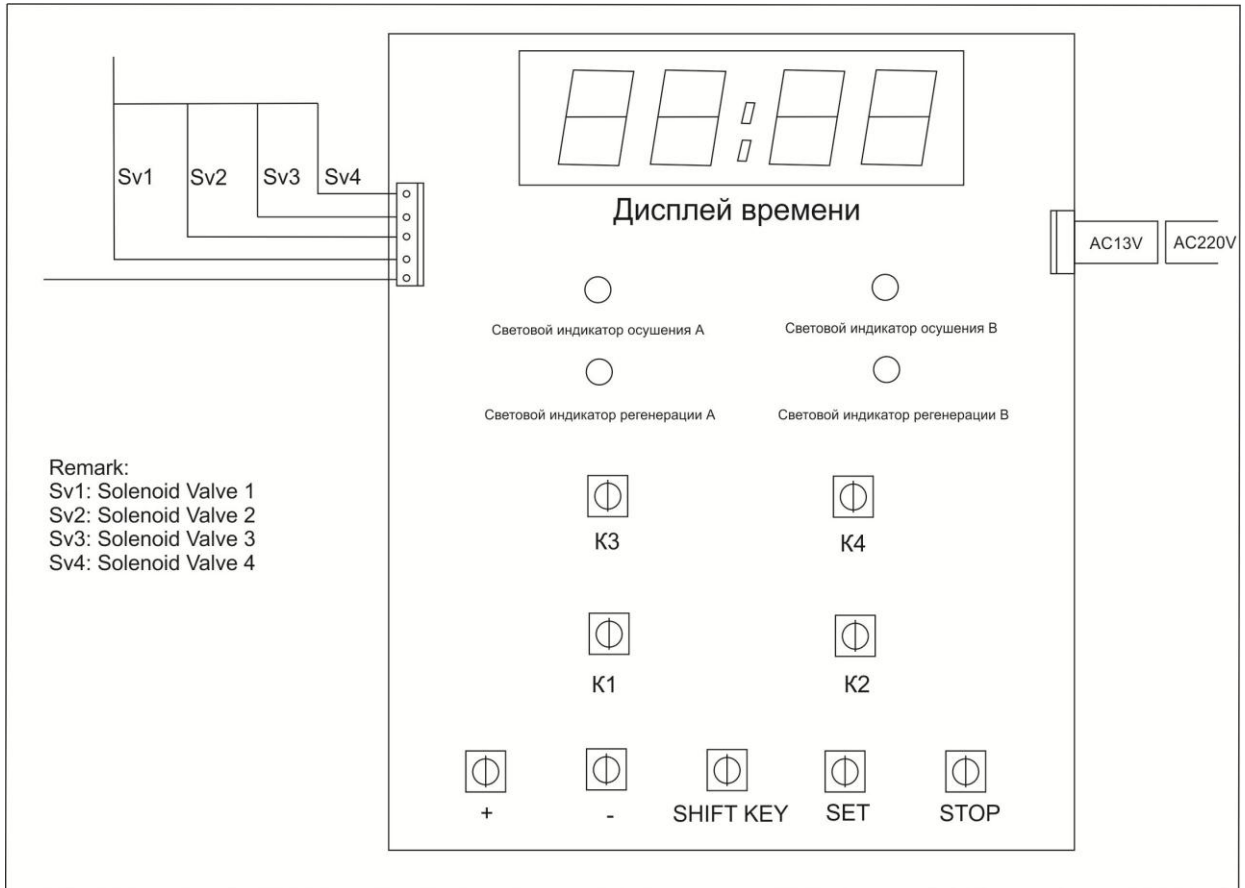 Sv1 Sv2 Sv3 Sv4
Дисплей времени
AC13V AC220V
Световой индикатор осушения A Световой индикатор осушения B
Световой индикатор регенерации A Световой индикатор регенерации B
Remark:
Sv1: Solenoid Valve 1
Sv2: Solenoid Valve 2
Sv3: Solenoid Valve 3
Sv4: Solenoid Valve 4
K3 K4
K1 K2
+ - SHIFT KEY SET STOP